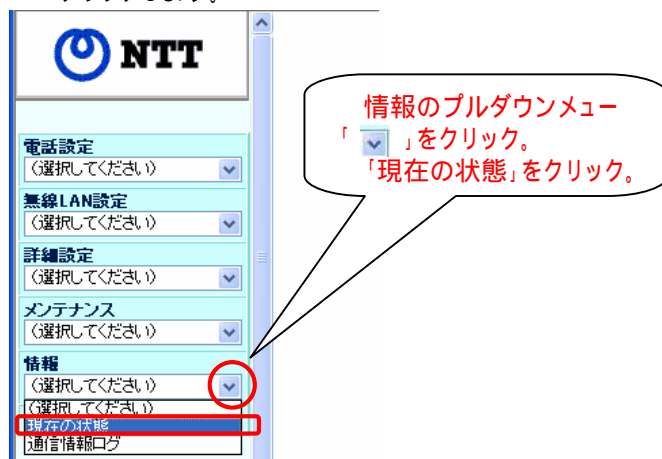 NTT
情報のプルダウンメニュー
「 」をクリック。
「現在の状態」をクリック。
電話設定
(選択してください)
無線LAN設定
(選択してください)
詳細設定
(選択してください)
メンテナンス
(選択してください)
情報
(選択してください)
(選択してください)
現在の状態
通信情報ログ